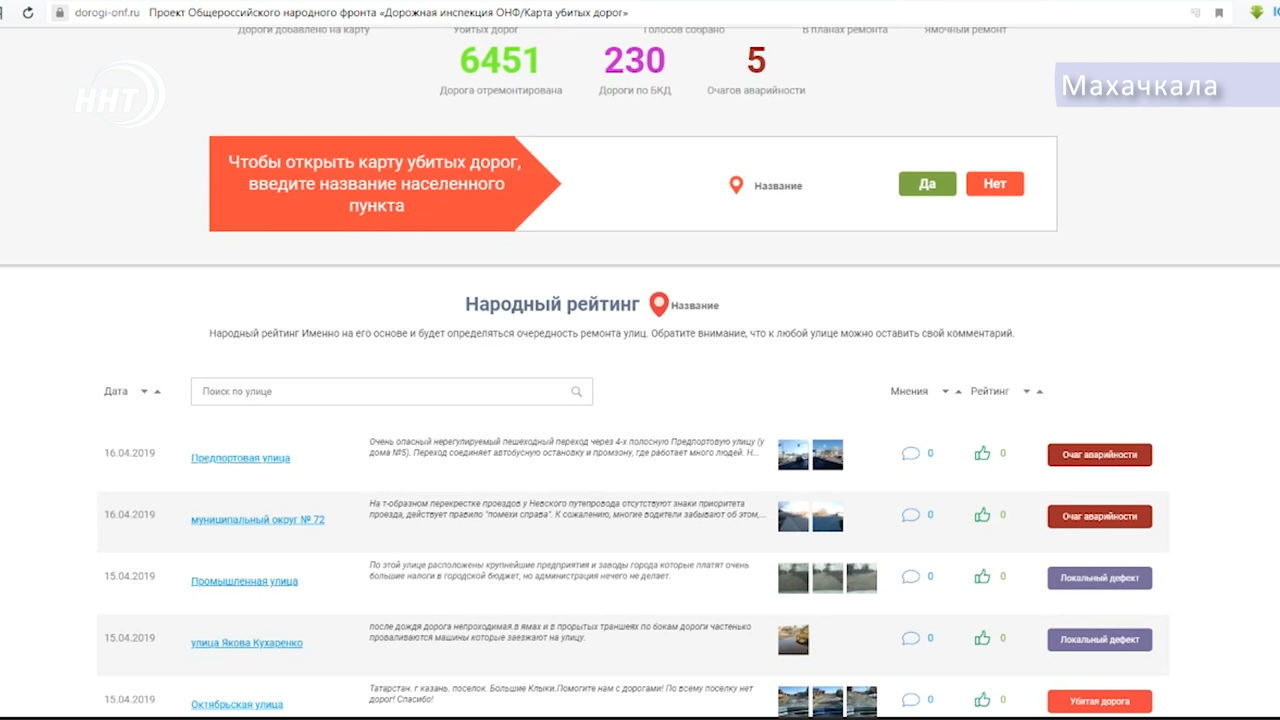 dorogi-onf.ru Проект Общероссийского народного фронта «Дорожная инспекция ОНФ/Карта убитых дорог»
Дороги добавлено на карту Убитых дорог Голосов собрано В планах ремонта Ямочный ремонт
6451 230 5
Дорога отремонтирована Дороги по БКД Очагов аварийности
ННТ
Махачкала
Чтобы открыть карту убитых дорог,
введите название населенного
пункта
Название
Да
Нет
Народный рейтинг Название
Народный рейтинг Именно на его основе и будет определяться очередность ремонта улиц. Обратите внимание, что к любой улице можно оставить свой комментарий.
Дата Поиск по улице Мнения Рейтинг
Очень опасный нерегулируемый пешеходный переход через 4-х полосную Предпортовую улицу (у
16.04.2019 Предпортовая улица дома №5). Переход соединяет автобусную остановку и промзону, где работает много людей. Н... 0 0 Очаг аварийности
На т-образном перекрестке проездов у Невского путепровода отсутствуют знаки приоритета
16.04.2019 муниципальный округ № 72 проезда, действует правило "помехи справа". К сожалению, многие водители забывают об этом,... 0 0 Очаг аварийности
По этой улице расположены крупнейшие предприятия и заводы города которые платят очень
15.04.2019 Промышленная улица большие налоги в городской бюджет, но администрация нечего не делает. 0 0 Локальный дефект
после дождя дорога непроходимая.в ямах и в прорытых траншеях по бокам дороги частенько
15.04.2019 улица Якова Кухаренко проваливаются машины которые заезжают на улицу. 0 0 Локальный дефект
Татарстан. г казань. поселок. Большие Клыки.Помогите нам с дорогами! По всему поселку нет
15.04.2019 Октябрьская улица дорог! Спасибо! 0 0 Убитая дорога